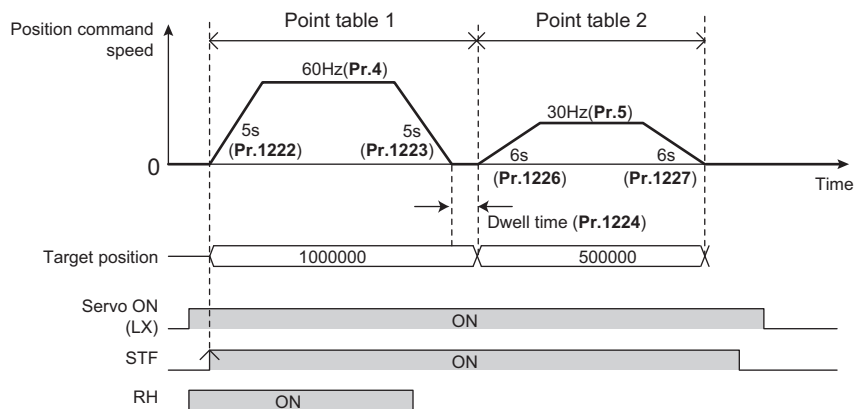 Point table 1 Point table 2
Position command
speed
60Hz(Pr.4)
30Hz(Pr.5)
5s 5s
(Pr.1222) (Pr.1223)
6s 6s
0
(Pr.1226) (Pr.1227)
Time
Dwell time (Pr.1224)
Target position 1000000 500000
Servo ON
(LX)
ON
STF ON
RH ON